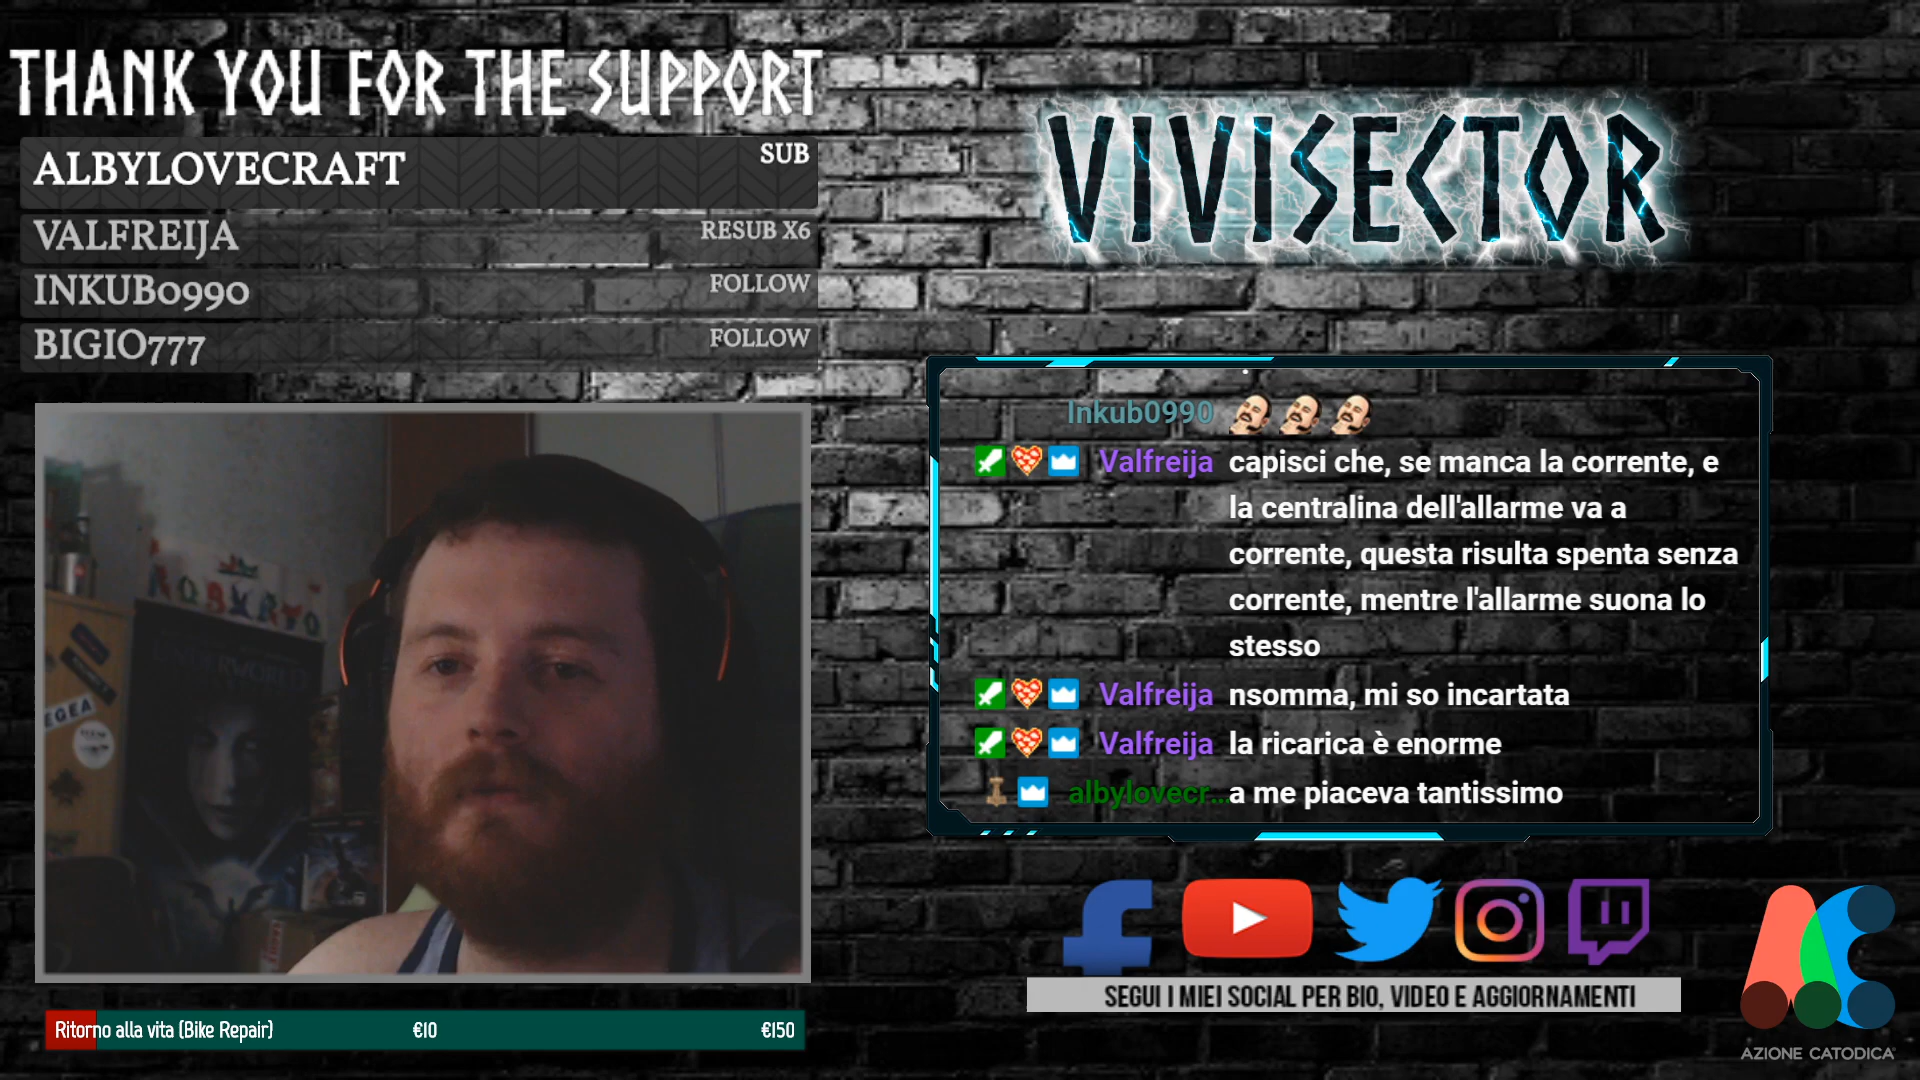 THANK YOU FOR THE SUPPORT
ALBYLOVECRAFT SUB
VALFREIJA RESUB X6
INKUB0990 FOLLOW
BIGIO777 FOLLOW
VIVISECTOR
Inkub0990
Valfreija capisci che, se manca la corrente, e
la centralina dell'allarme va a
corrente, questa risulta spenta senza
corrente, mentre l'allarme suona lo
stesso
Valfreija nsomma, mi so incartata
Valfreija la ricarica è enorme
albylovecr... a me piaceva tantissimo
ROBERTO
UNDERWORLD
EGEA
Ritorno alla vita (Bike Repair) €10 €150
SEGUI I MIEI SOCIAL PER BIO, VIDEO E AGGIORNAMENTI
AZIONE CATODICA